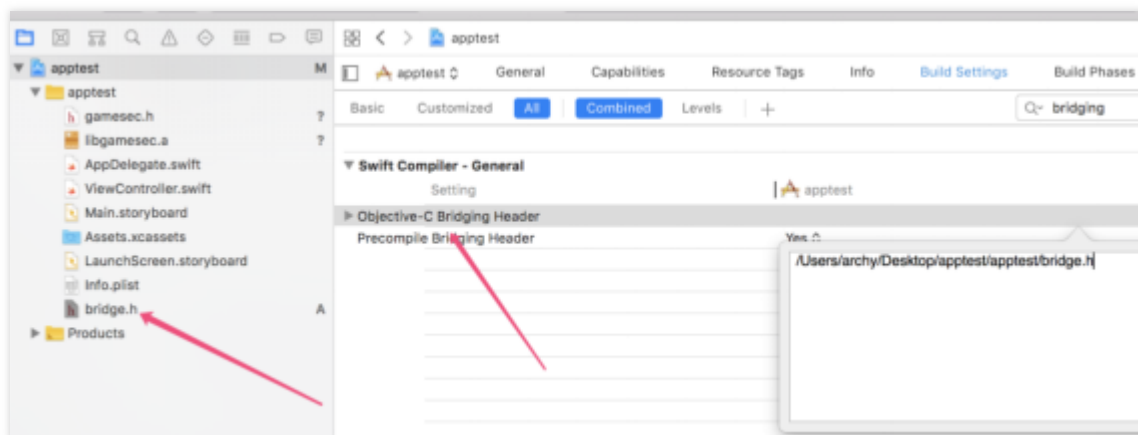 apptest
apptest M
apptest General Capabilities Resource Tags Info Build Settings Build Phases
apptest
Basic Customized All Combined Levels + bridging
gamesec.h ?
libgamesec.a ?
AppDelegate.swift
Swift Compiler - General
ViewController.swift
Setting apptest
Main.storyboard
Objective-C Bridging Header
Assets.xcassets
Precompile Bridging Header Yes
LaunchScreen.storyboard
/Users/archy/Desktop/apptest/apptest/bridge.h
Info.plist
bridge.h A
Products